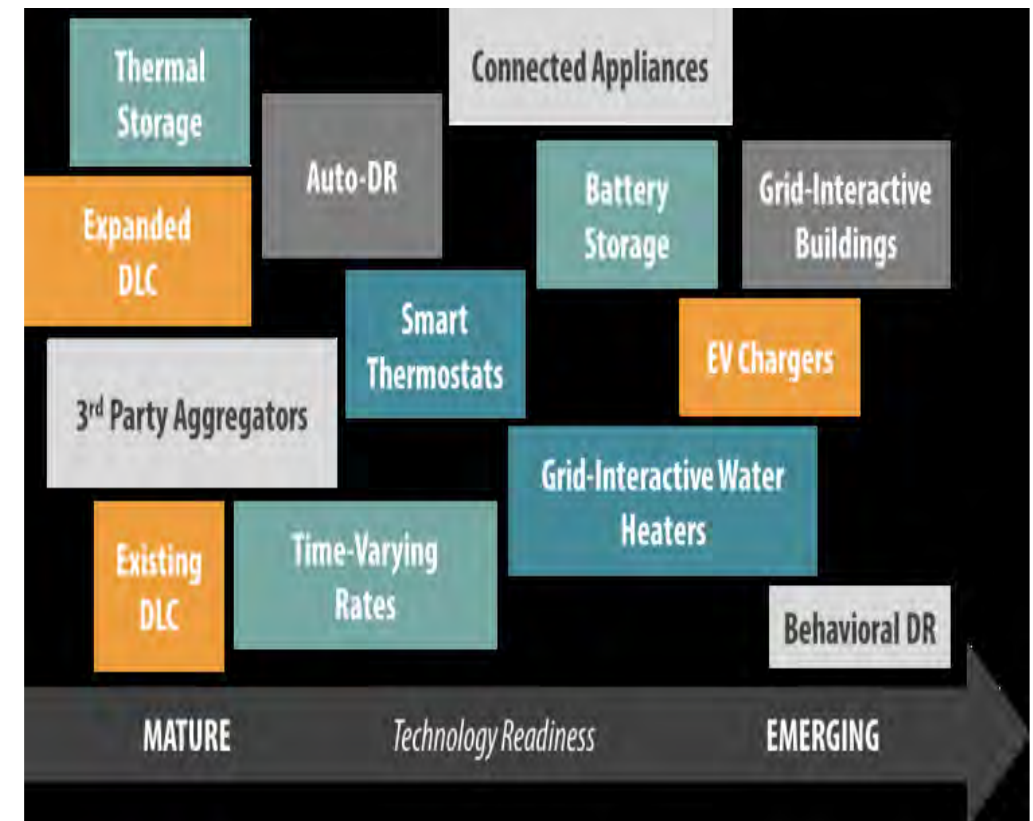 Thermal
Storage
Connected Appliances
Auto-DR
Battery
Storage
Grid-Interactive
Buildings
Expanded
DLC
Smart
Thermostats
EV Chargers
3rd Party Aggregators
Grid-Interactive Water
Heaters
Existing
DLC
Time-Varying
Rates
Behavioral DR
MATURE
Technology Readiness
EMERGING